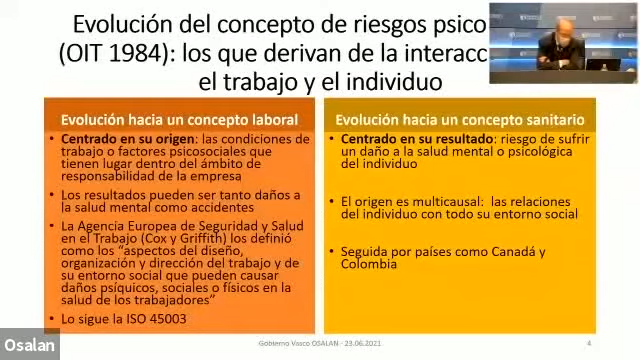 Evolución del concepto de riesgos psico
(OIT 1984): los que derivan de la interacc
el trabajo y el individuo
Evolución hacia un concepto laboral
• Centrado en su origen: las condiciones de
trabajo o factores psicosociales que
tienen lugar dentro del ámbito de
responsabilidad de la empresa
• Los resultados pueden ser tanto daños a
la salud mental como accidentes
• La Agencia Europea de Seguridad y Salud
en el Trabajo (Cox y Griffith) los definió
como los “aspectos del diseño,
organización y dirección del trabajo y de
su entorno social que pueden causar
daños psíquicos, sociales o físicos en la
salud de los trabajadores”
• Lo sigue la ISO 45003
Evolución hacia un concepto sanitario
• Centrado en su resultado: riesgo de sufrir
un daño a la salud mental o psicológica
del individuo
• El origen es multicausal: las relaciones
del individuo con todo su entorno social
• Seguida por países como Canadá y
Colombia
Osalan
Gobierno Vasco OSALAN - 23.06.2021
4